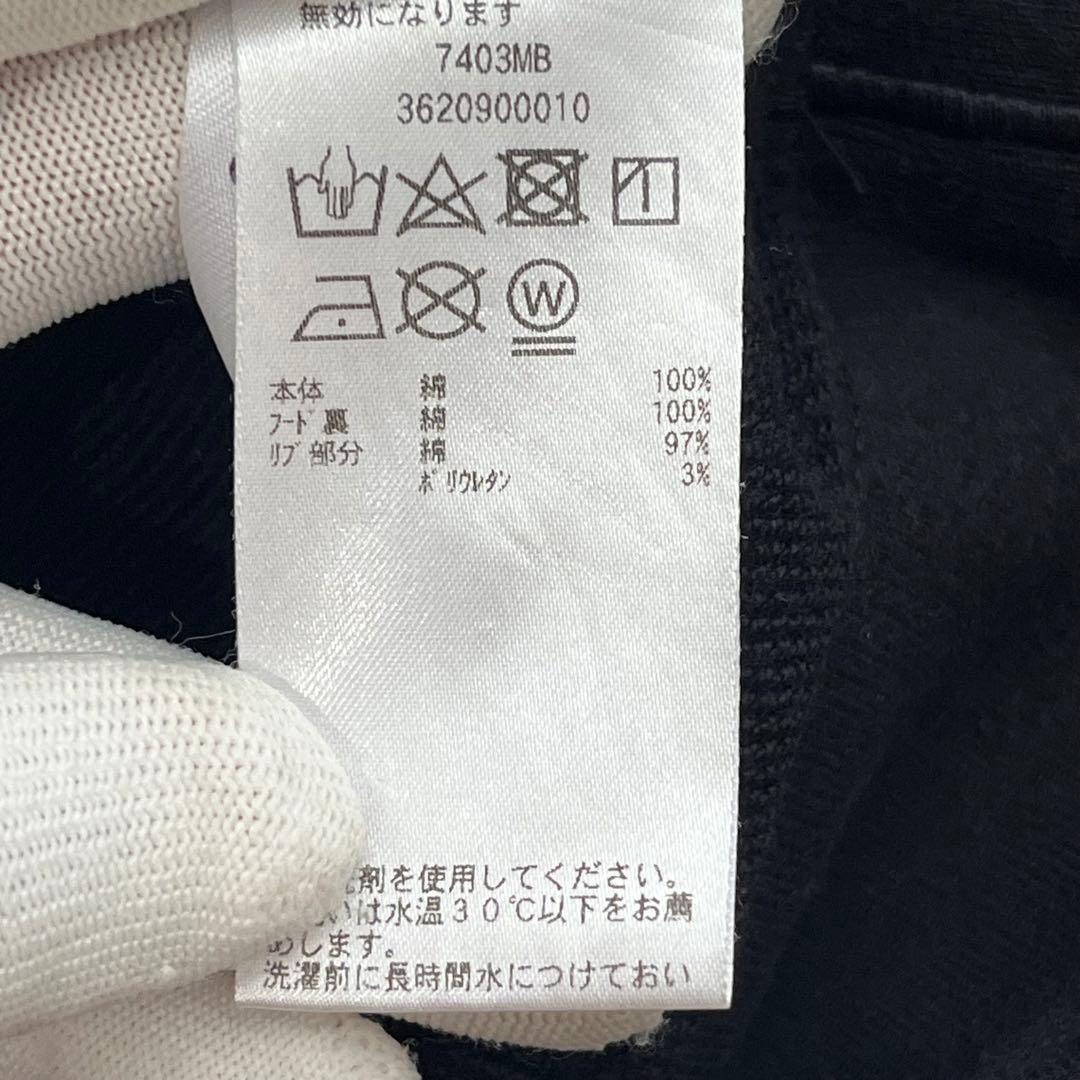 無効になります
7403MB
3620900010
W
本体 綿 100%
フード裏 綿 100%
リブ部分 綿 97%
ポリウレタン 3%
剤を使用してください。
いは水温30℃以下をお薦
めします。
洗濯前に長時間水につけておい